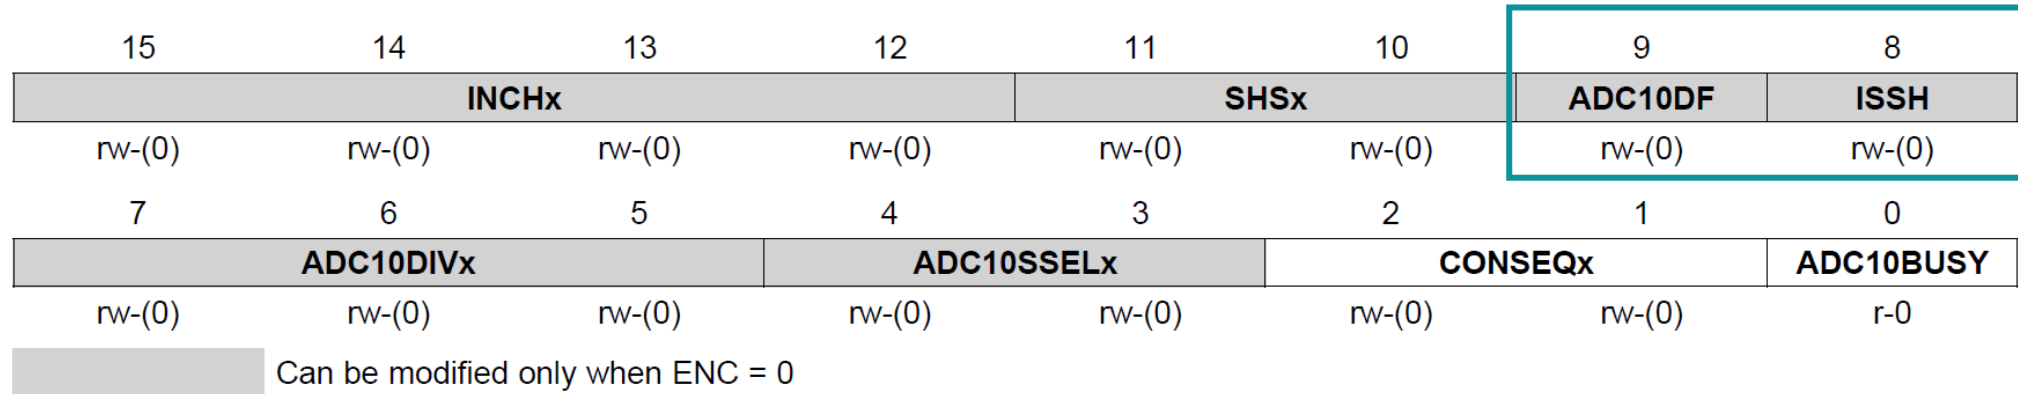 15 14 13 12 11 10 9 8
INCHx SHSx ADC10DF ISSH
rw-(0) rw-(0) rw-(0) rw-(0) rw-(0) rw-(0) rw-(0) rw-(0)
7 6 5 4 3 2 1 0
ADC10DIVx ADC10SSELx CONSEQx ADC10BUSY
rw-(0) rw-(0) rw-(0) rw-(0) rw-(0) rw-(0) rw-(0) r-0
Can be modified only when ENC = 0